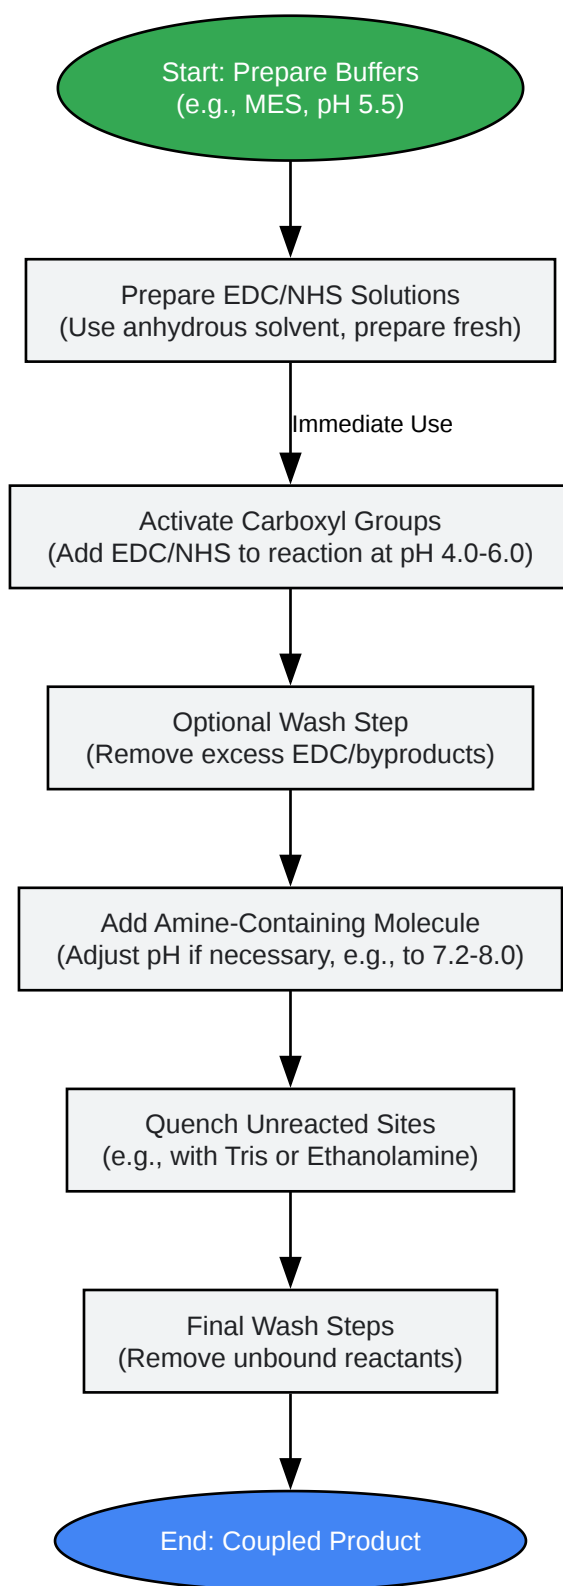 Start: Prepare Buffers
(e.g., MES, pH 5.5)
Prepare EDC/NHS Solutions
(Use anhydrous solvent, prepare fresh)
Immediate Use
Activate Carboxyl Groups
(Add EDC/NHS to reaction at pH 4.0-6.0)
Optional Wash Step
(Remove excess EDC/byproducts)
Add Amine-Containing Molecule
(Adjust pH if necessary, e.g., to 7.2-8.0)
Quench Unreacted Sites
(e.g., with Tris or Ethanolamine)
Final Wash Steps
(Remove unbound reactants)
End: Coupled Product